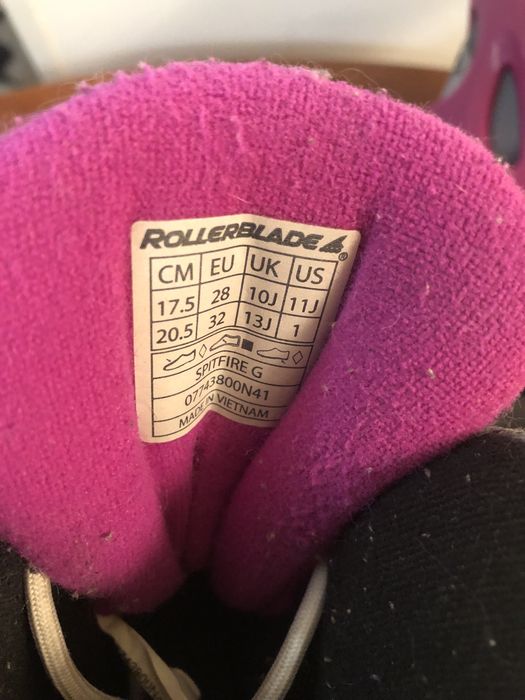 ROLLERBLADE ®
CM EU UK US
17.5 28 10J 11J
20.5 32 13J 1
SPITFIRE G
07743800N41
MADE IN VIETNAM